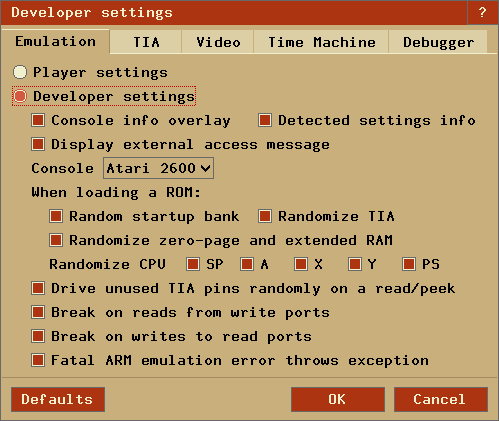 Developer settings ?
Emulation TIA Video Time Machine Debugger
Player settings
Developer settings
Console info overlay Detected settings info
Display external access message
Console Atari 2600
When loading a ROM:
Random startup bank Randomize TIA
Randomize zero-page and extended RAM
Randomize CPU SP A X Y PS
Drive unused TIA pins randomly on a read/peek
Break on reads from write ports
Break on writes to read ports
Fatal ARM emulation error throws exception
Defaults OK Cancel